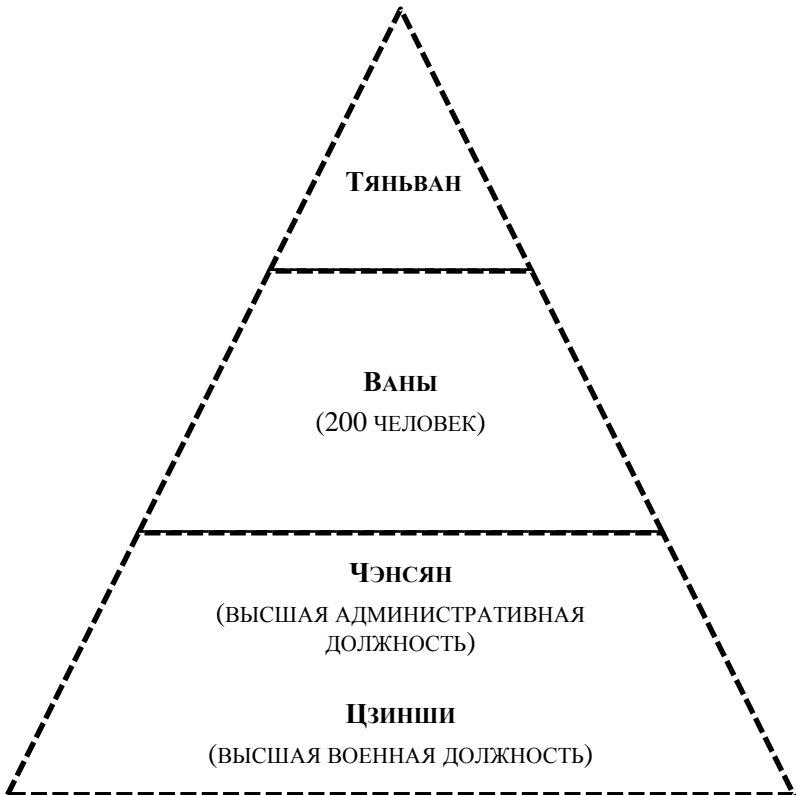 Тяньван
Ваны
(200 человек)
Чэнсян
(высшая административная
должность)
Цзинши
(высшая военная должность)